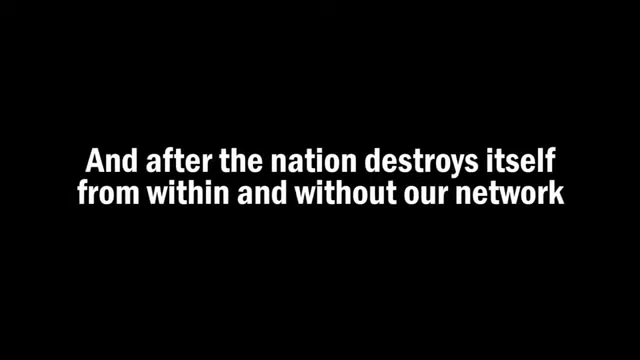 And after the nation destroys itself
from within and without our network